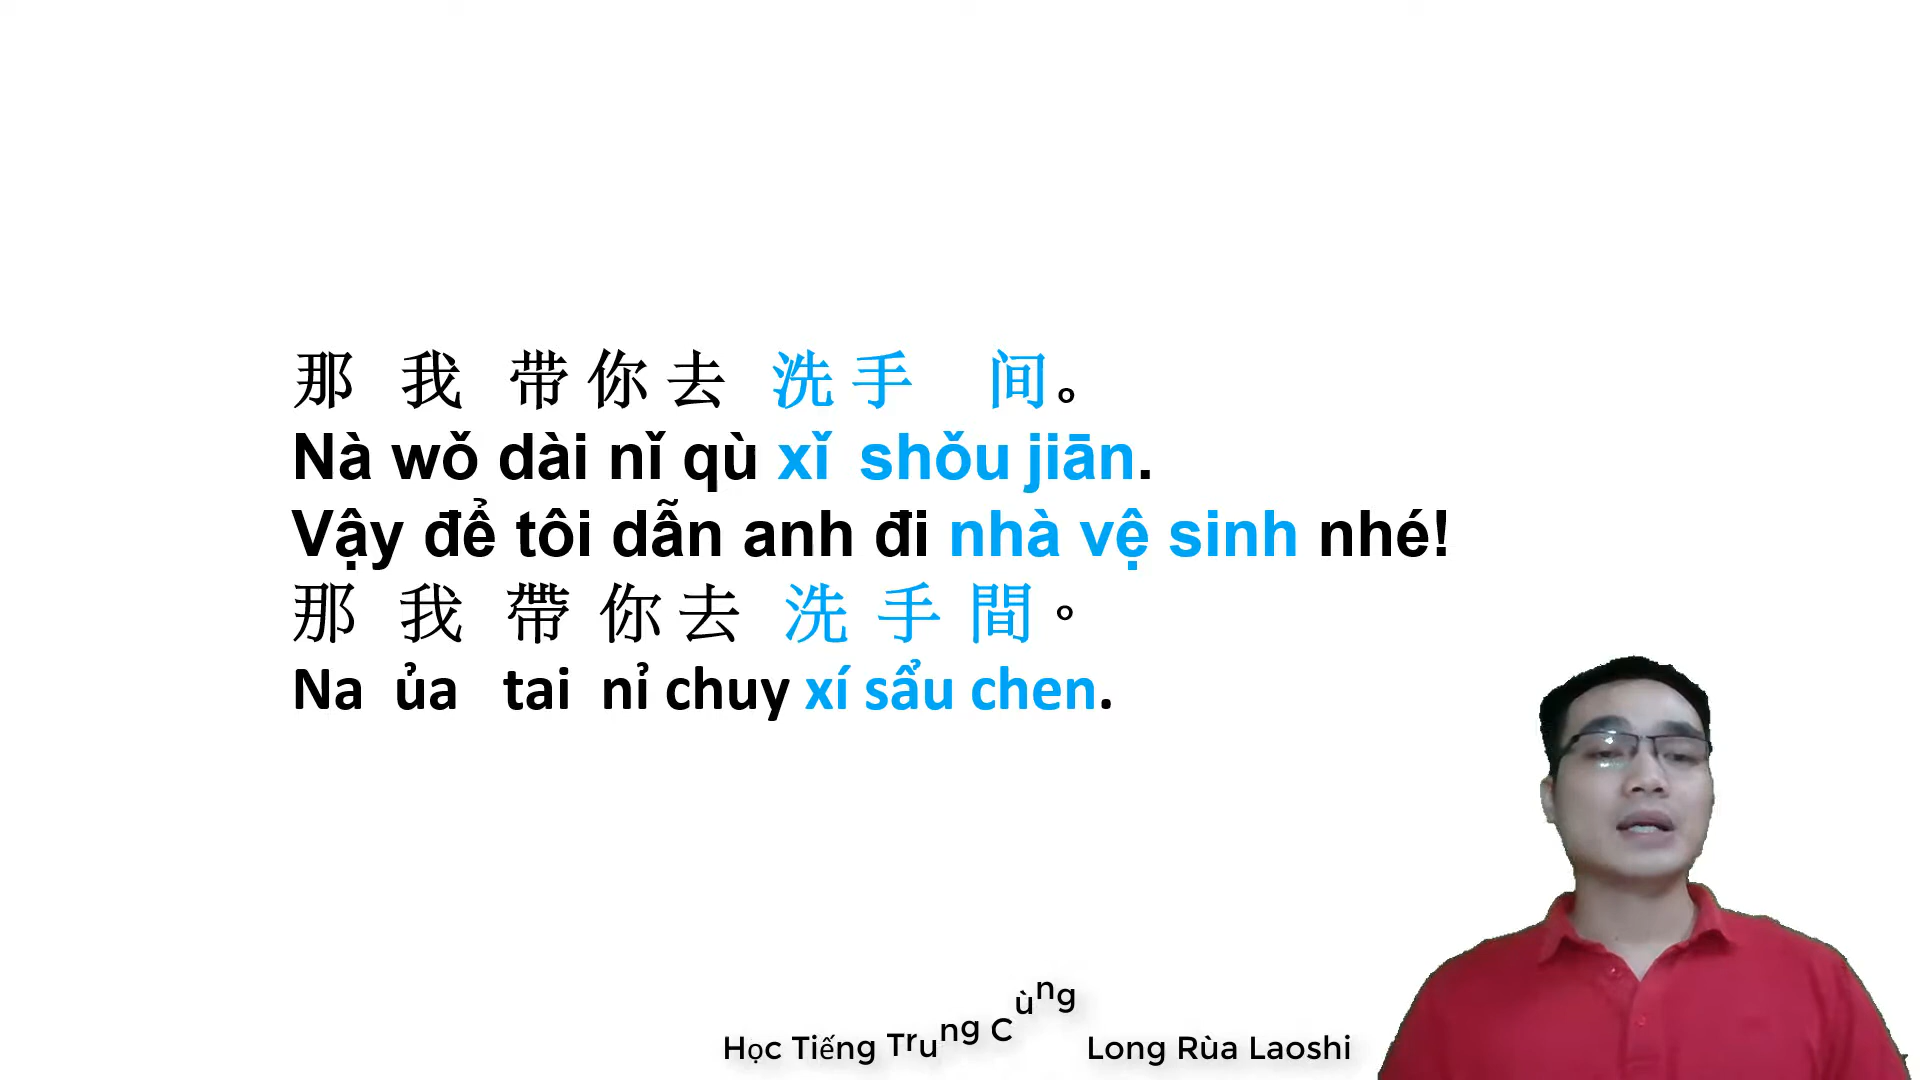 那 我 带 你 去 洗 手 间。
Nà wǒ dài nǐ qù xǐ shǒu jiān.
Vậy để tôi dẫn anh đi nhà vệ sinh nhé!
那 我 帶 你 去 洗 手 間。
Na ủa tai nỉ chuy xí sẩu chen.
Học Tiếng Trung Cùng Long Rùa Laoshi